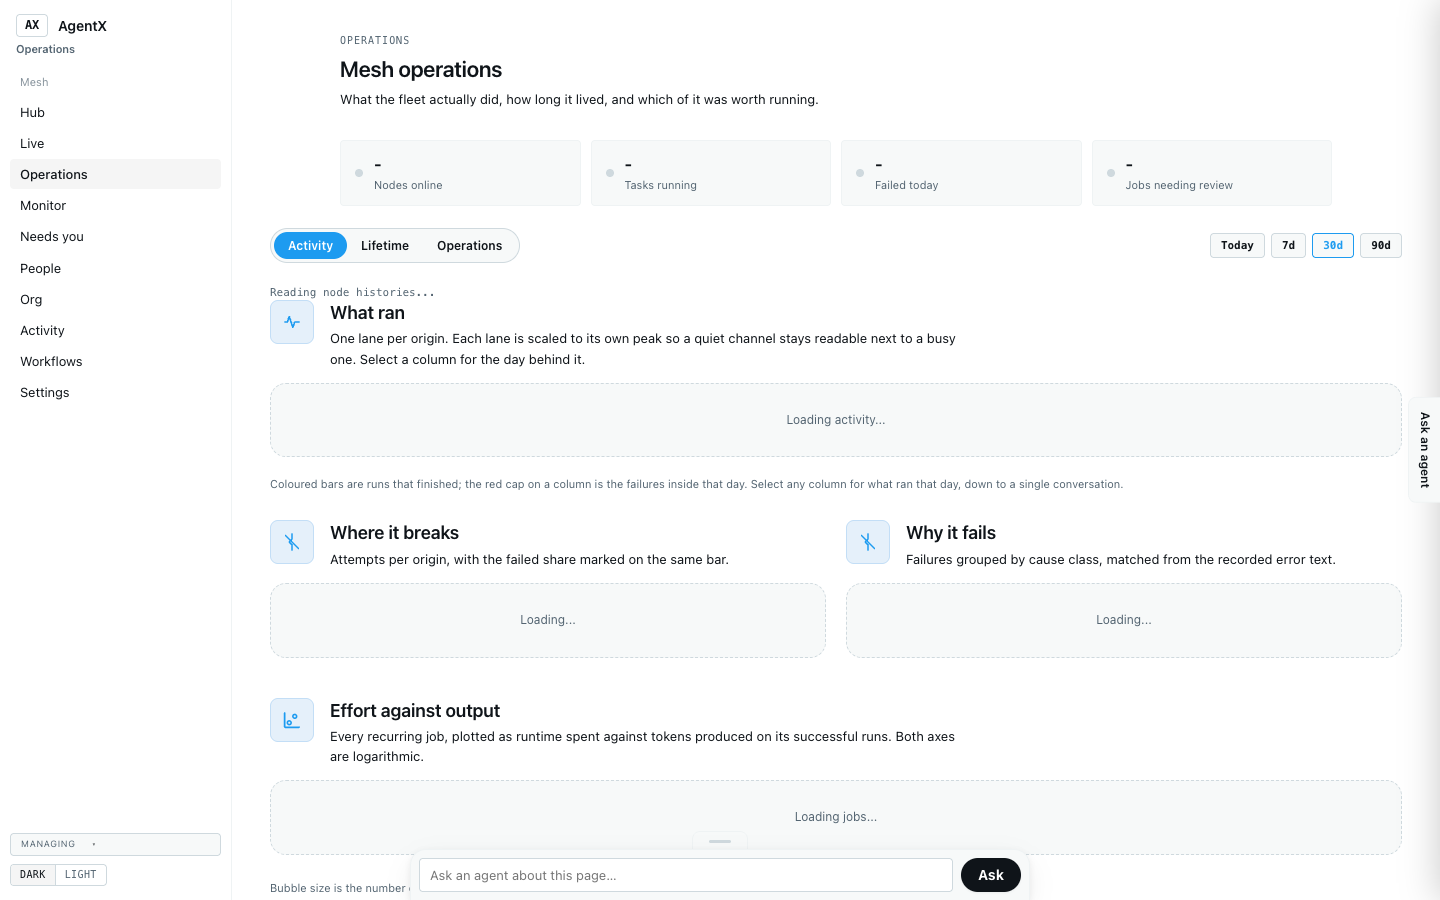 AX AgentX
Operations
Mesh
Hub
Live
Operations
Monitor
Needs you
People
Org
Activity
Workflows
Settings
MANAGING
DARK LIGHT
OPERATIONS
Mesh operations
What the fleet actually did, how long it lived, and which of it was worth running.
-
Nodes online
-
Tasks running
-
Failed today
-
Jobs needing review
Activity Lifetime Operations
Today 7d 30d 90d
Reading node histories...
What ran
One lane per origin. Each lane is scaled to its own peak so a quiet channel stays readable next to a busy
one. Select a column for the day behind it.
Loading activity...
Coloured bars are runs that finished; the red cap on a column is the failures inside that day. Select any column for what ran that day, down to a single conversation.
Where it breaks
Attempts per origin, with the failed share marked on the same bar.
Loading...
Why it fails
Failures grouped by cause class, matched from the recorded error text.
Loading...
Effort against output
Every recurring job, plotted as runtime spent against tokens produced on its successful runs. Both axes
are logarithmic.
Loading jobs...
Bubble size is the number
Ask an agent about this page...
Ask
Ask an agent